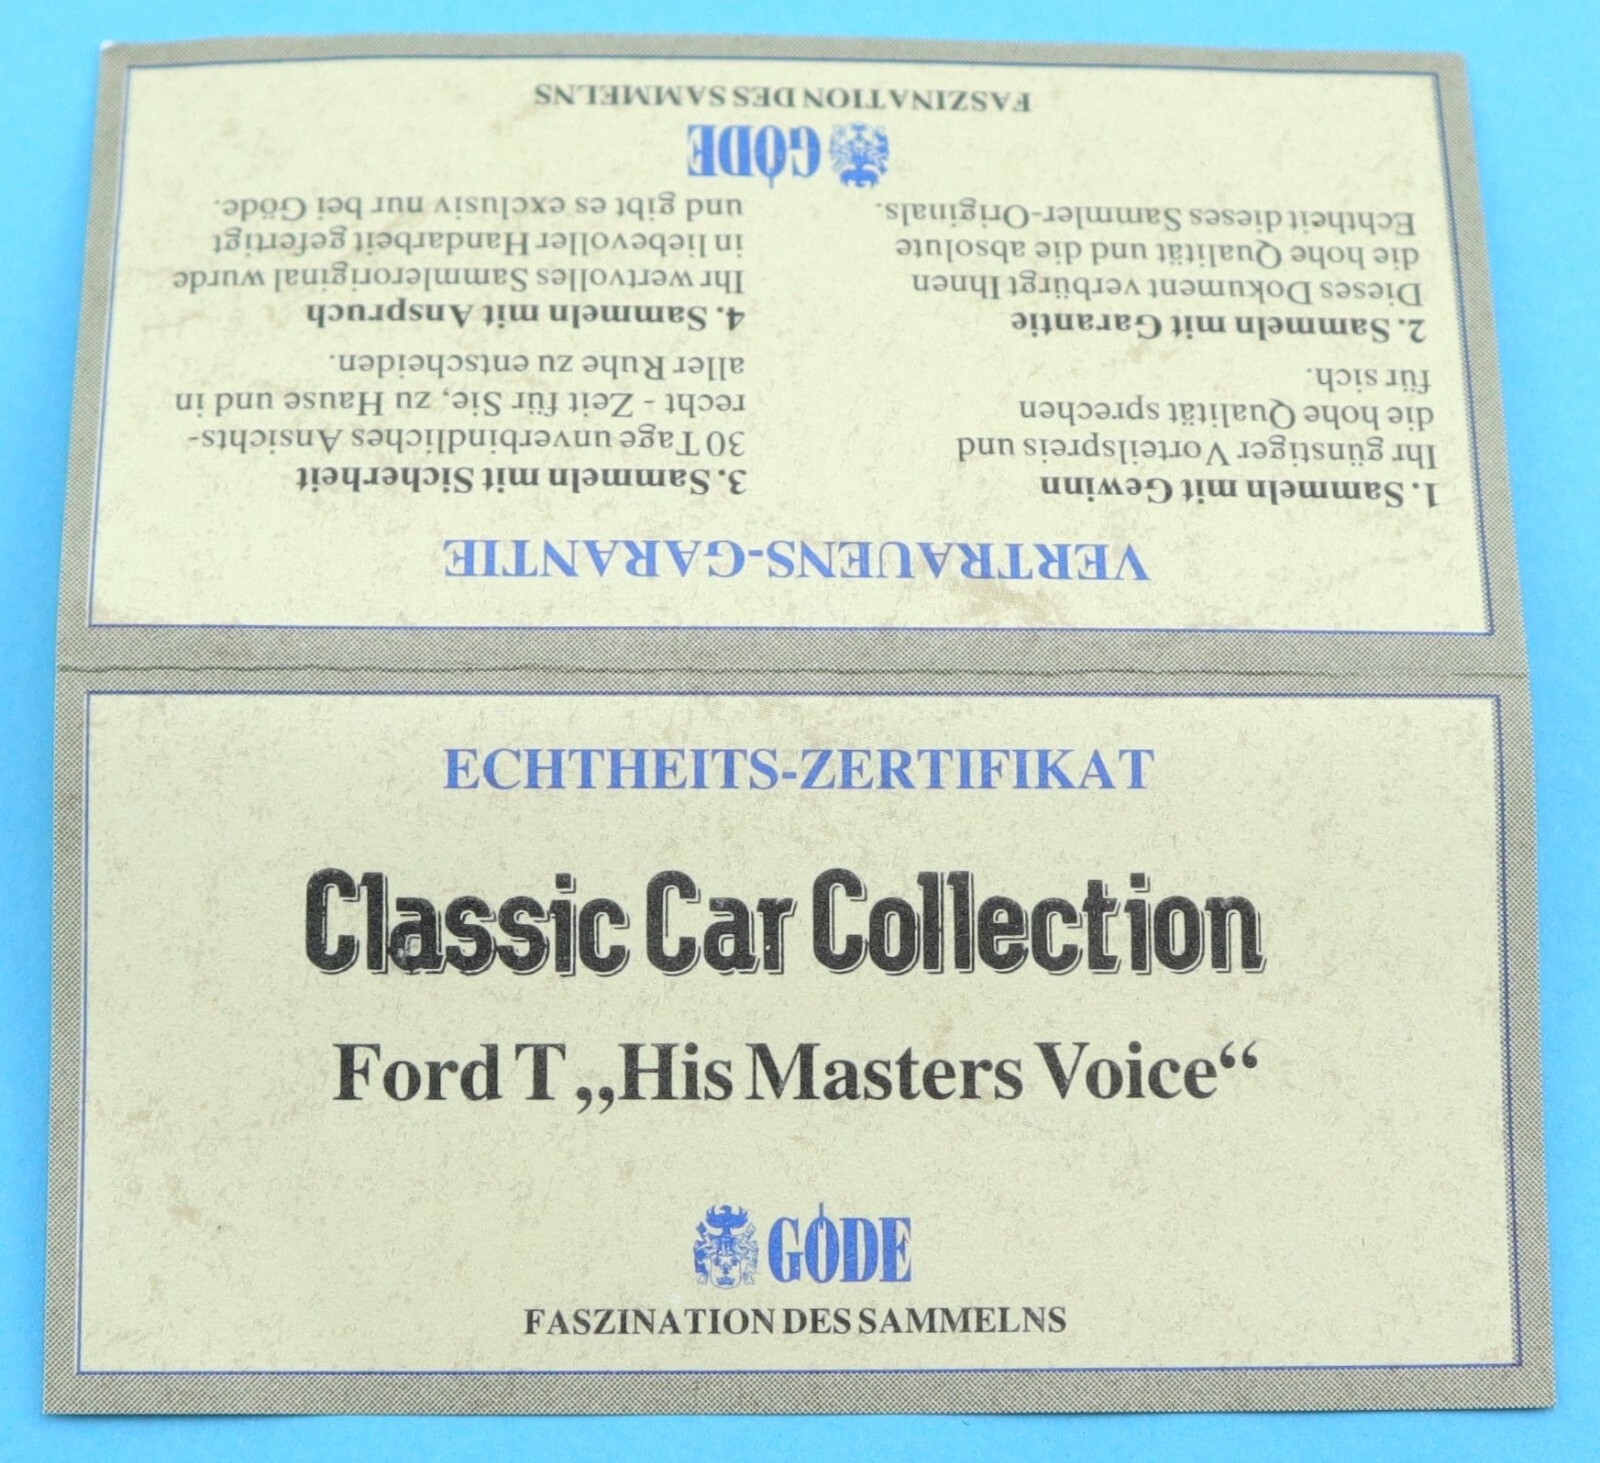 ECHTHEITS-ZERTIFIKAT
Classic Car Collection
Ford T „His Masters Voice“
GÖDE
FASZINATION DES SAMMELNS
VERTRAUENS-GARANTIE
1. Sammeln mit Gewinn
Ihr günstiger Vorteilspreis und
die hohe Qualität sprechen
für sich.
2. Sammeln mit Garantie
Dieses Dokument verbürgt Ihnen
die hohe Qualität und die absolute
Echtheit dieses Sammler-Originals.
3. Sammeln mit Sicherheit
30 Tage unverbindliches Ansichts-
recht - Zeit für Sie, zu Hause und in
aller Ruhe zu entscheiden.
4. Sammeln mit Anspruch
Ihr wertvolles Sammleroriginal wurde
in liebevoller Handarbeit gefertigt
und gibt es exclusiv nur bei Göde.
GÖDE
FASZINATION DES SAMMELNS